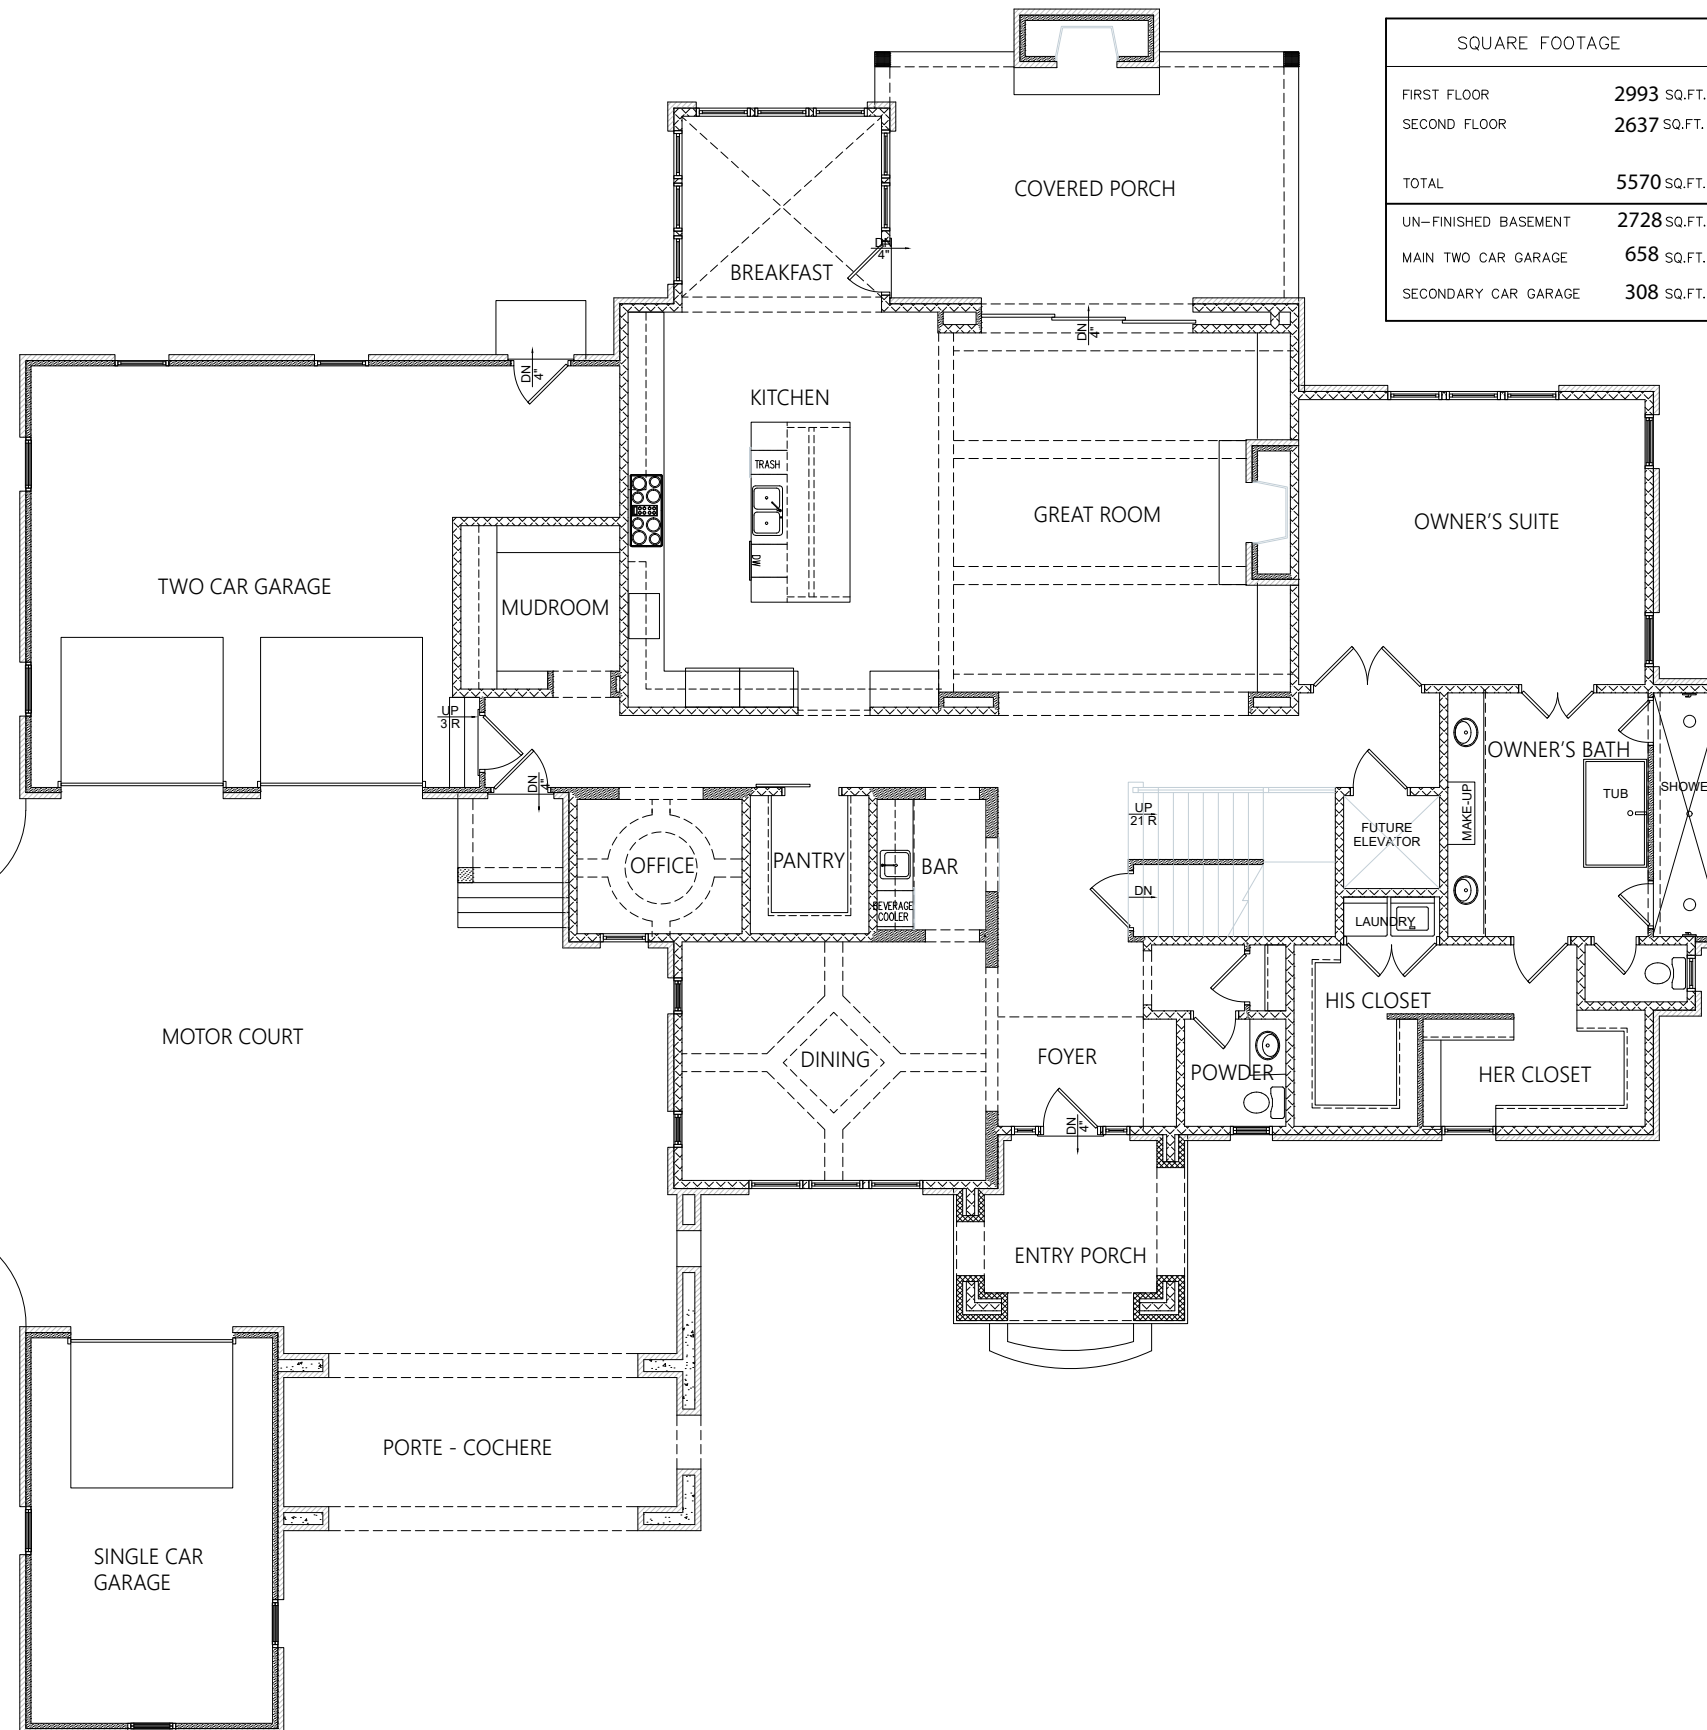 SQUARE FOOTAGE
FIRST FLOOR 2993 SQ.FT.
SECOND FLOOR 2637 SQ.FT.
TOTAL 5570 SQ.FT.
UN-FINISHED BASEMENT 2728 SQ.FT.
MAIN TWO CAR GARAGE 658 SQ.FT.
SECONDARY CAR GARAGE 308 SQ.FT.
COVERED PORCH
BREAKFAST
DN
4"
DN
4"
DN
4"
KITCHEN
TRASH
DW
GREAT ROOM
OWNER'S SUITE
TWO CAR GARAGE
MUDROOM
UP
3 R
DN
4"
OWNER'S BATH
MAKE-UP
TUB
SHOWE
UP
21 R
FUTURE
ELEVATOR
OFFICE
PANTRY
BAR
BEVERAGE
COOLER
DN
LAUNDRY
HIS CLOSET
MOTOR COURT
DINING
FOYER
POWDER
HER CLOSET
DN
4"
ENTRY PORCH
PORTE - COCHERE
SINGLE CAR
GARAGE